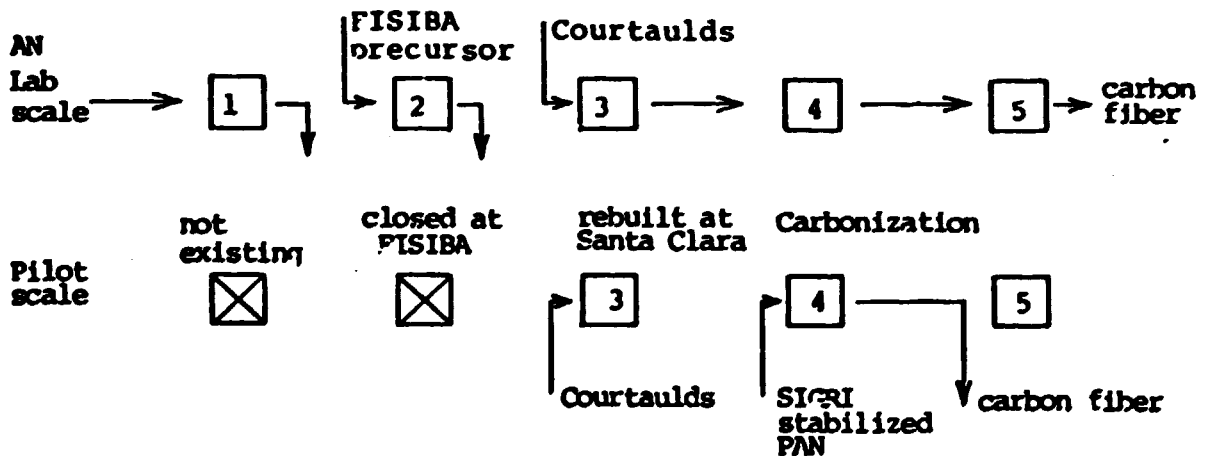 AN
Lab
scale
1
FISIBA
precursor
2
Courtaulds
3
4
5
carbon
fiber
Pilot
scale
not
existing
closed at
FISIBA
rebuilt at
Santa Clara
3
Courtaulds
Carbonization
4
SIGRI
stabilized
PAN
5
carbon fiber